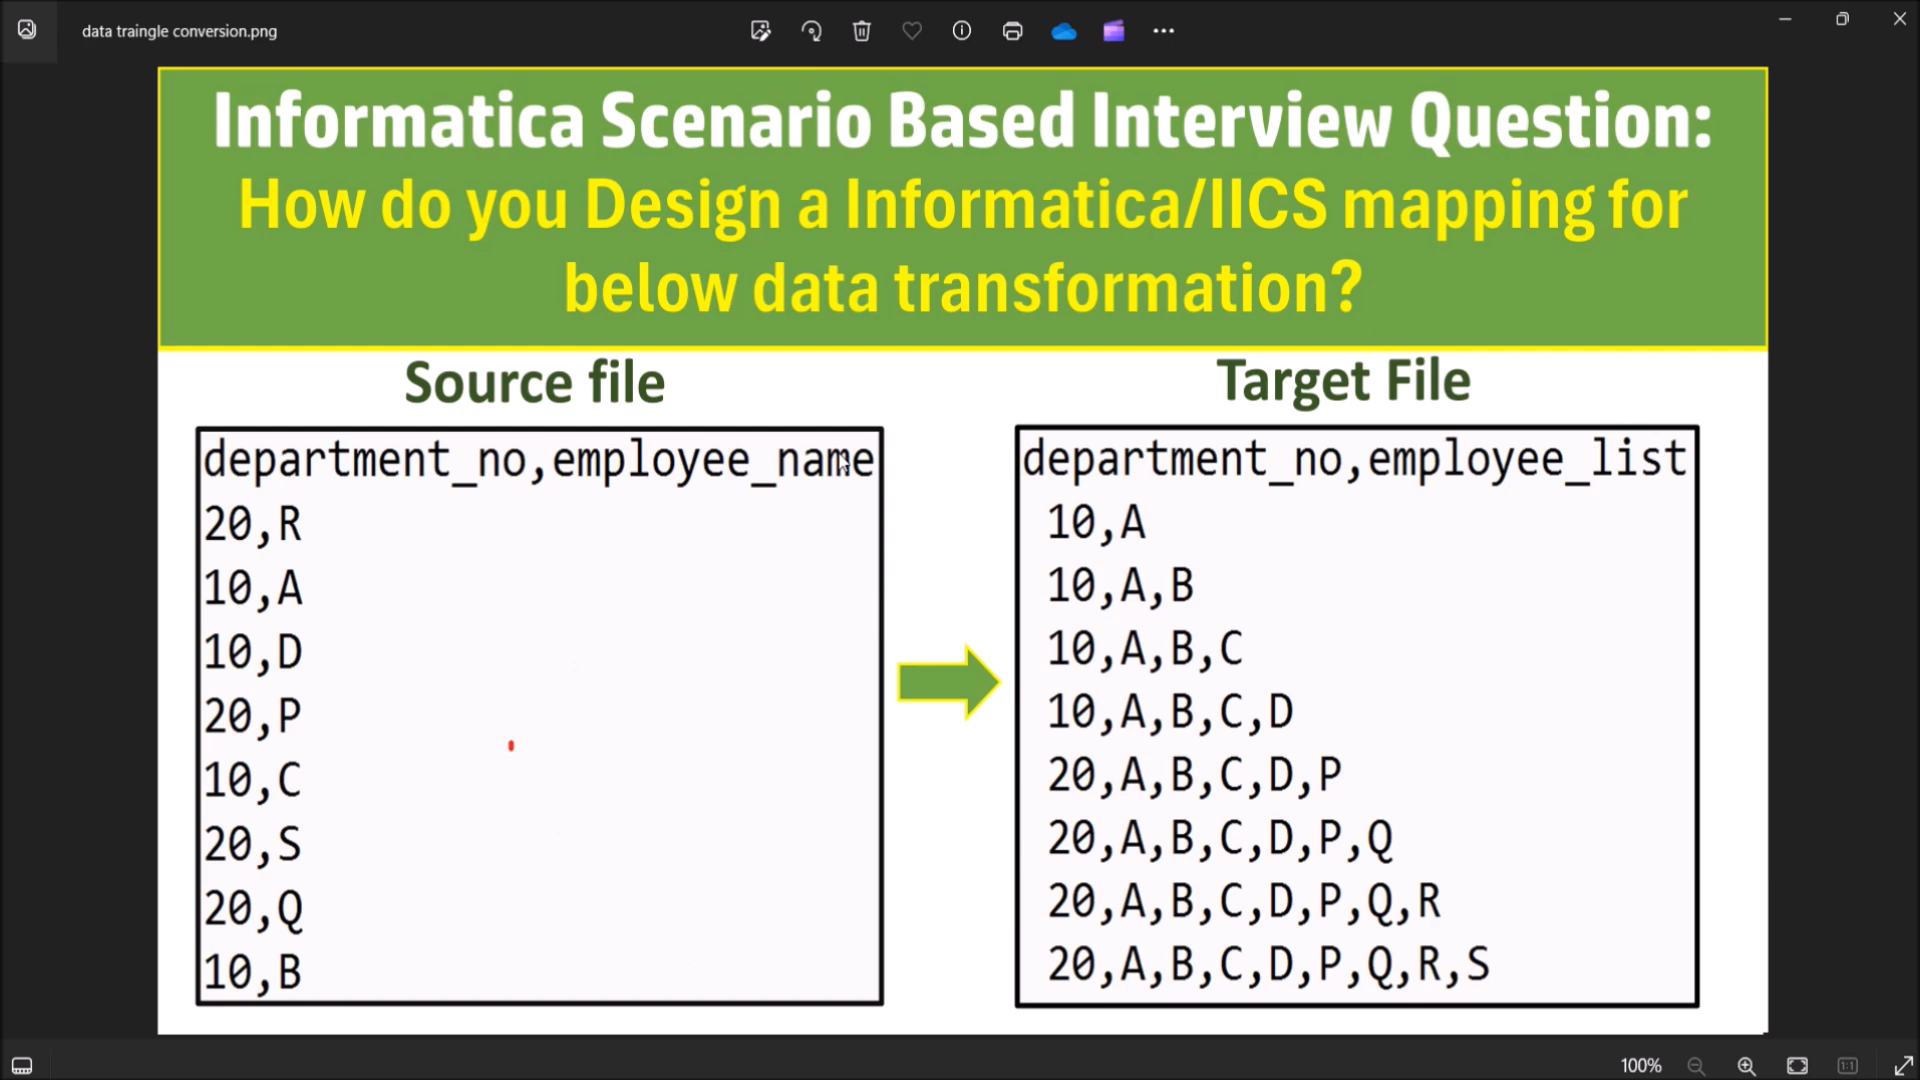 data traingle conversion.png
Informatica Scenario Based Interview Question:
How do you Design a Informatica/IICS mapping for
below data transformation?
Source file
department_no,employee_name
20,R
10,A
10,D
20,P
10,C
20,S
20,Q
10,B
Target File
department_no,employee_list
10,A
10,A,B
10,A,B,C
10,A,B,C,D
20,A,B,C,D,P
20,A,B,C,D,P,Q
20,A,B,C,D,P,Q,R
20,A,B,C,D,P,Q,R,S
100%
1:1